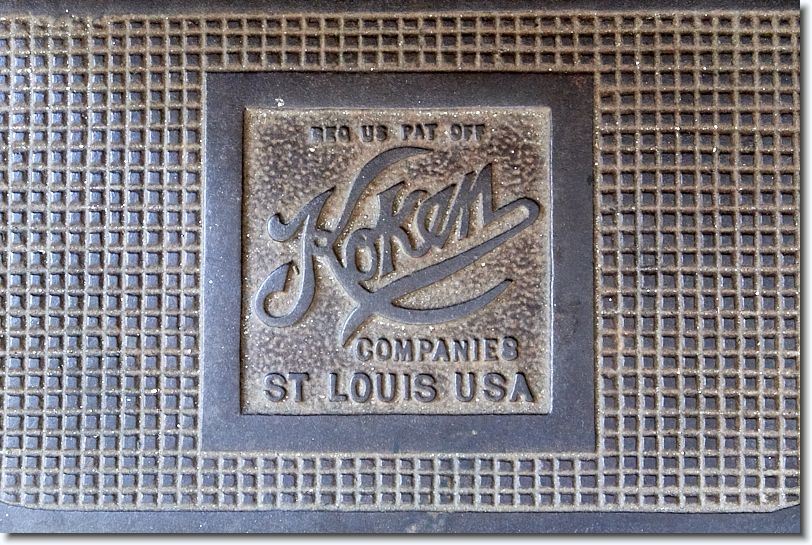 REG US PAT OFF
Koken
COMPANIES
ST LOUIS USA